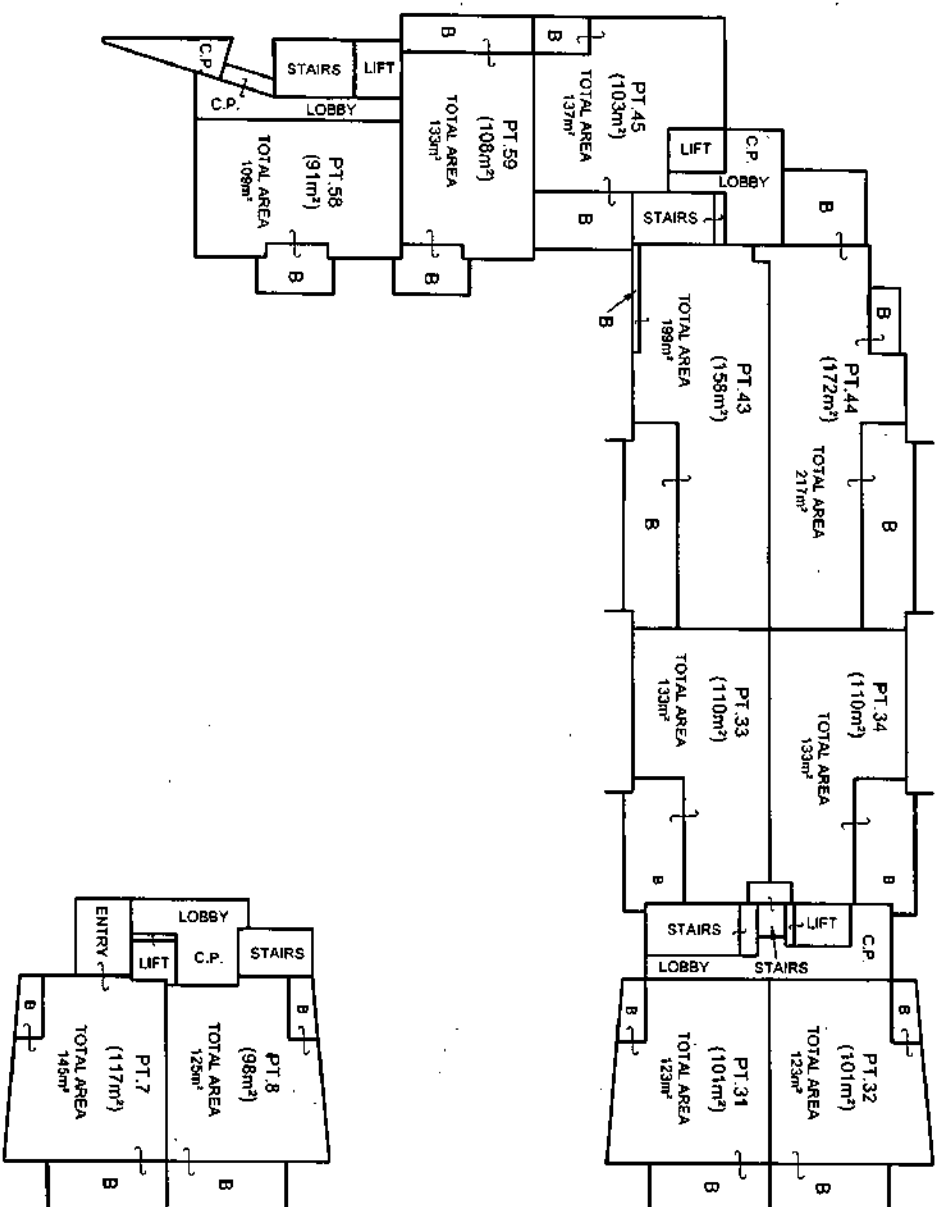 B
B
C.P.
STAIRS
LIFT
C.P.
LOBBY
PT.45
(103m²)
TOTAL AREA
137m²
PT.59
(108m²)
TOTAL AREA
133m²
PT.58
(91m²)
TOTAL AREA
109m²
LIFT
C.P.
LOBBY
STAIRS
B
B
B
B
B
B
PT.44
(172m²)
TOTAL AREA
217m²
PT.43
(158m²)
TOTAL AREA
199m²
B
B
PT.34
(110m²)
TOTAL AREA
133m²
PT.33
(110m²)
TOTAL AREA
133m²
B
B
STAIRS
LIFT
C.P.
LOBBY
STAIRS
B
B
PT.32
(101m²)
TOTAL AREA
123m²
PT.31
(101m²)
TOTAL AREA
123m²
B
B
ENTRY
LOBBY
LIFT
C.P.
STAIRS
B
B
PT.8
(98m²)
TOTAL AREA
125m²
PT.7
(117m²)
TOTAL AREA
145m²
B
B